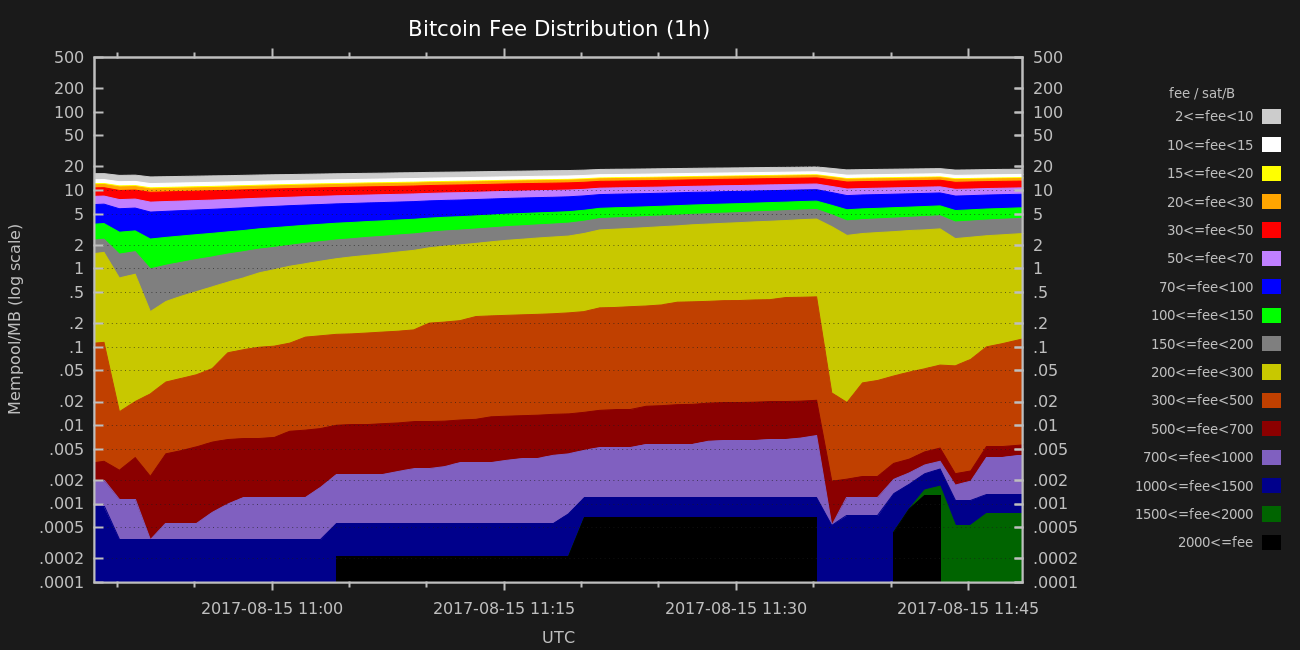 Bitcoin Fee Distribution (1h)
Mempool/MB (log scale)
500
200
100
50
20
10
5
2
1
.5
.2
.1
.05
.02
.01
.005
.002
.001
.0005
.0002
.0001
500
200
100
50
20
10
5
2
1
.5
.2
.1
.05
.02
.01
.005
.002
.001
.0005
.0002
.0001
2017-08-15 11:00
2017-08-15 11:15
2017-08-15 11:30
2017-08-15 11:45
UTC
fee / sat/B
2<=fee<10
10<=fee<15
15<=fee<20
20<=fee<30
30<=fee<50
50<=fee<70
70<=fee<100
100<=fee<150
150<=fee<200
200<=fee<300
300<=fee<500
500<=fee<700
700<=fee<1000
1000<=fee<1500
1500<=fee<2000
2000<=fee